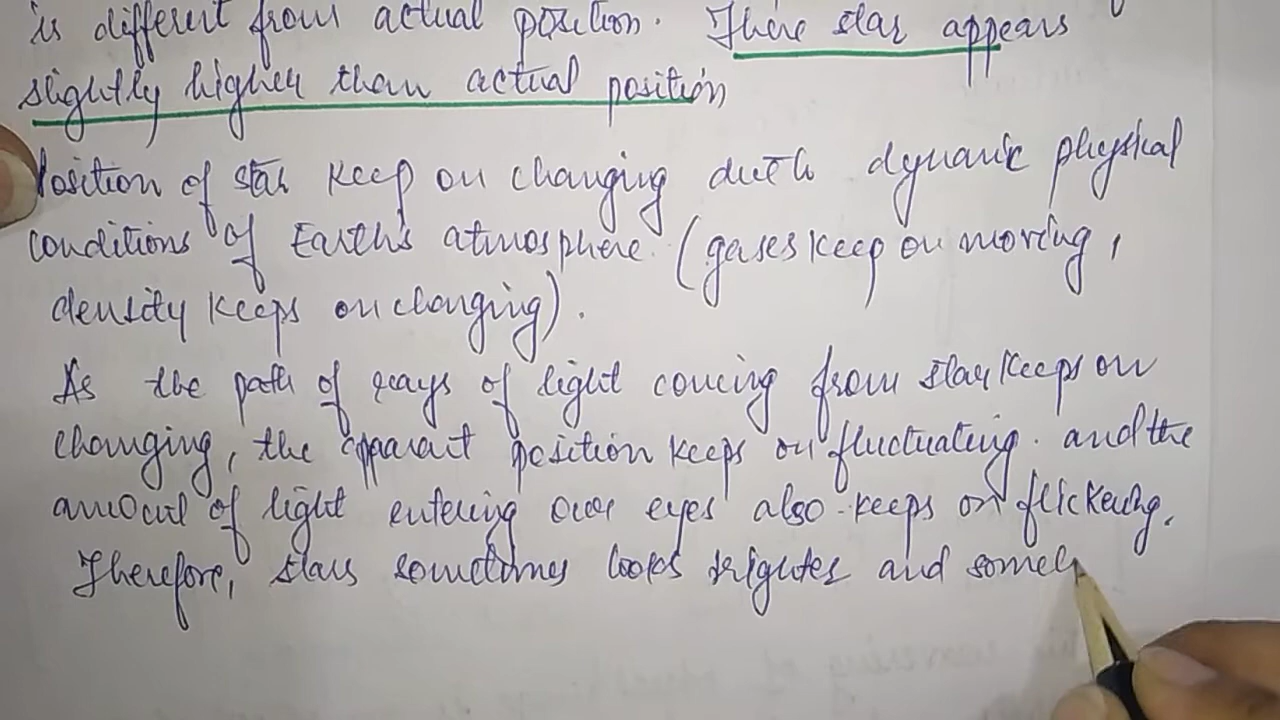 is different from actual position. There star appears
slightly higher than actual position
Position of star keep on changing due to dynamic physical
conditions of Earth's atmosphere. (gases keep on moving,
density keeps on changing).
As the path of rays of light coming from star keeps on
changing, the apparent position keeps on fluctuating. and the
amount of light entering our eyes also keeps on flickering.
Therefore, stars sometimes looks brighter and somet